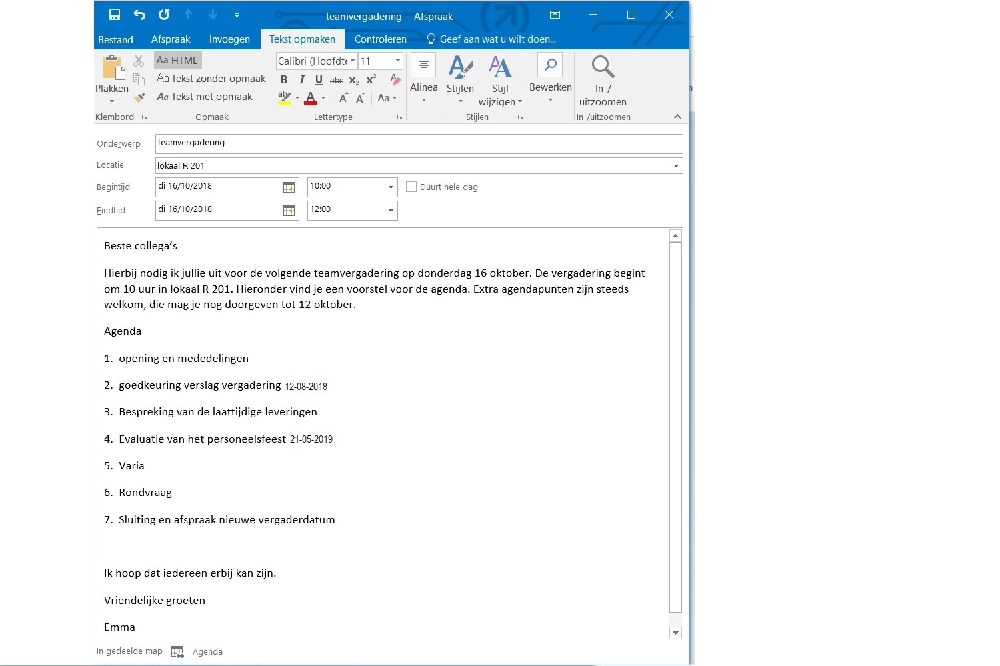 teamvergadering - Afspraak
Bestand Afspraak Invoegen Tekst opmaken Controleren Geef aan wat u wilt doen...
Plakken
Klembord
Aa HTML
Aa Tekst zonder opmaak
Aa Tekst met opmaak
Opmaak
Calibri (Hoofdte 11
B I U abc x₂ x²
ab A A A Aa
Lettertype
Alinea
Stijlen
Stijl
wijzigen
Stijlen
Bewerken
In-/
uitzoomen
In-/uitzoomen
n
Onderwerp teamvergadering
Locatie lokaal R 201
Begintijd di 16/10/2018 10:00 Duurt hele dag
Eindtijd di 16/10/2018 12:00
Beste collega’s
Hierbij nodig ik jullie uit voor de volgende teamvergadering op donderdag 16 oktober. De vergadering begint
om 10 uur in lokaal R 201. Hieronder vind je een voorstel voor de agenda. Extra agendapunten zijn steeds
welkom, die mag je nog doorgeven tot 12 oktober.
Agenda
1. opening en mededelingen
2. goedkeuring verslag vergadering 12-08-2018
3. Bespreking van de laattijdige leveringen
4. Evaluatie van het personeelsfeest 21-05-2019
5. Varia
6. Rondvraag
7. Sluiting en afspraak nieuwe vergaderdatum
Ik hoop dat iedereen erbij kan zijn.
Vriendelijke groeten
Emma
In gedeelde map Agenda